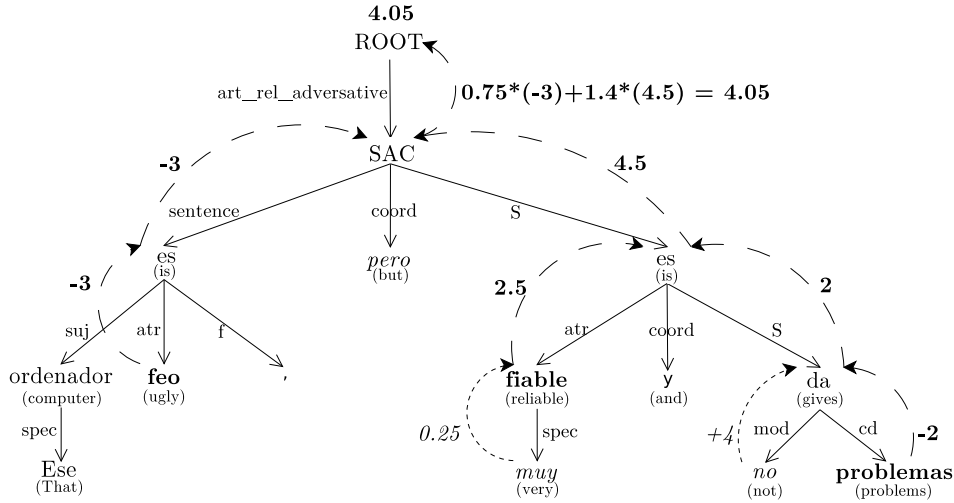 4.05
ROOT
art_rel_adversative
0.75*(-3)+1.4*(4.5) = 4.05
SAC
-3
4.5
sentence
coord
S
es
(is)
pero
(but)
es
(is)
-3
2.5
2
suj
atr
f
atr
coord
S
ordenador
(computer)
feo
(ugly)
,
fiable
(reliable)
y
(and)
da
(gives)
spec
0.25
spec
+4
mod
cd
-2
Ese
(That)
muy
(very)
no
(not)
problemas
(problems)